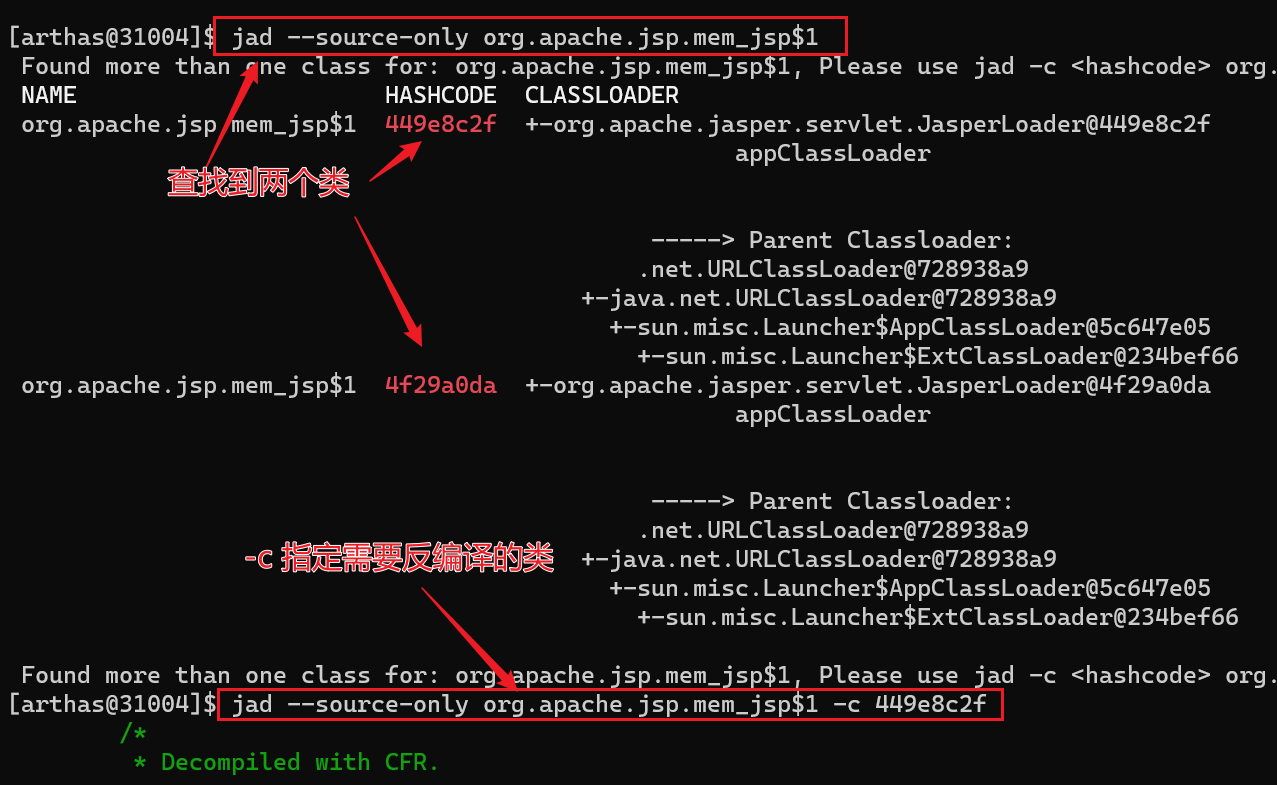 [arthas@31004]$ jad --source-only org.apache.jsp.mem_jsp$1
Found more than one class for: org.apache.jsp.mem_jsp$1, Please use jad -c <hashcode> org.
NAME HASHCODE CLASSLOADER
org.apache.jsp.mem_jsp$1 449e8c2f +-org.apache.jasper.servlet.JasperLoader@449e8c2f
appClassLoader
查找到两个类
-----> Parent Classloader:
.net.URLClassLoader@728938a9
+-java.net.URLClassLoader@728938a9
+-sun.misc.Launcher$AppClassLoader@5c647e05
+-sun.misc.Launcher$ExtClassLoader@234bef66
org.apache.jsp.mem_jsp$1 4f29a0da +-org.apache.jasper.servlet.JasperLoader@4f29a0da
appClassLoader
-----> Parent Classloader:
.net.URLClassLoader@728938a9
-c 指定需要反编译的类
+-java.net.URLClassLoader@728938a9
+-sun.misc.Launcher$AppClassLoader@5c647e05
+-sun.misc.Launcher$ExtClassLoader@234bef66
Found more than one class for: org.apache.jsp.mem_jsp$1, Please use jad -c <hashcode> org.
[arthas@31004]$ jad --source-only org.apache.jsp.mem_jsp$1 -c 449e8c2f
/*
* Decompiled with CFR.